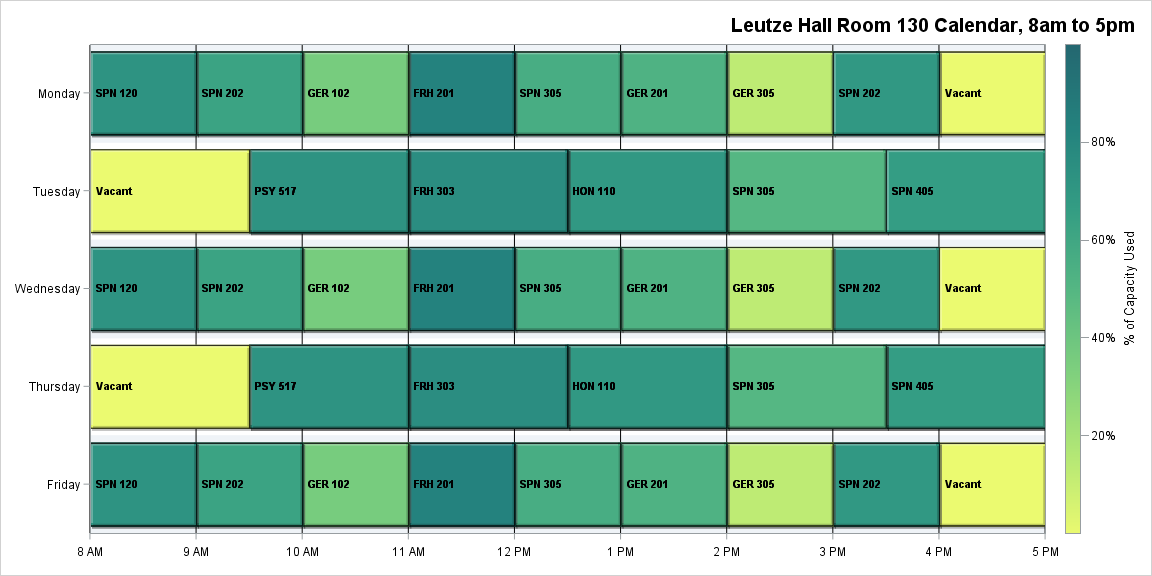 Leutze Hall Room 130 Calendar, 8am to 5pm
Monday
SPN 120 SPN 202 GER 102 FRH 201 SPN 305 GER 201 GER 305 SPN 202 Vacant
Tuesday
Vacant PSY 517 FRH 303 HON 110 SPN 305 SPN 405
Wednesday
SPN 120 SPN 202 GER 102 FRH 201 SPN 305 GER 201 GER 305 SPN 202 Vacant
Thursday
Vacant PSY 517 FRH 303 HON 110 SPN 305 SPN 405
Friday
SPN 120 SPN 202 GER 102 FRH 201 SPN 305 GER 201 GER 305 SPN 202 Vacant
8 AM 9 AM 10 AM 11 AM 12 PM 1 PM 2 PM 3 PM 4 PM 5 PM
80%
60%
40%
20%
% of Capacity Used